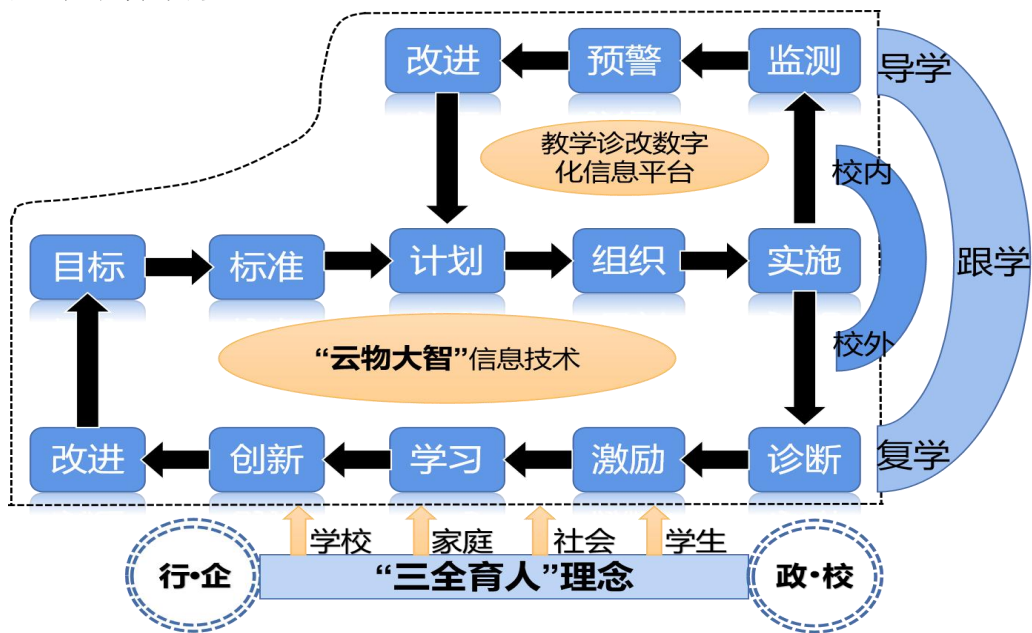 改进
预警
监测
导学
教学诊改数字
化信息平台
校内
目标
标准
计划
组织
实施
跟学
“云物大智”信息技术
校外
改进
创新
学习
激励
诊断
复学
学校
家庭
社会
学生
行•企
“三全育人”理念
政•校